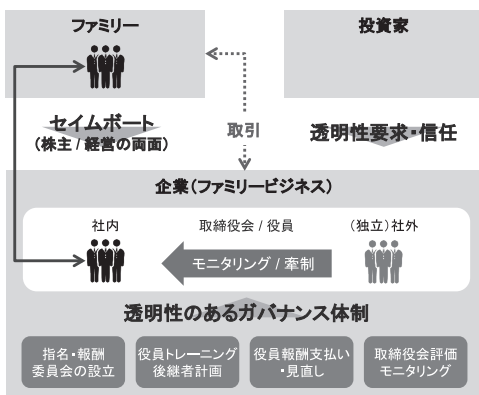 ファミリー
投資家
セイムボート
(株主 / 経営の両面)
取引
透明性要求・信任
企業(ファミリービジネス)
社内
取締役会 / 役員
(独立)社外
モニタリング / 牽制
透明性のあるガバナンス体制
指名・報酬
委員会の設立
役員トレーニング
後継者計画
役員報酬支払い
・見直し
取締役会評価
モニタリング